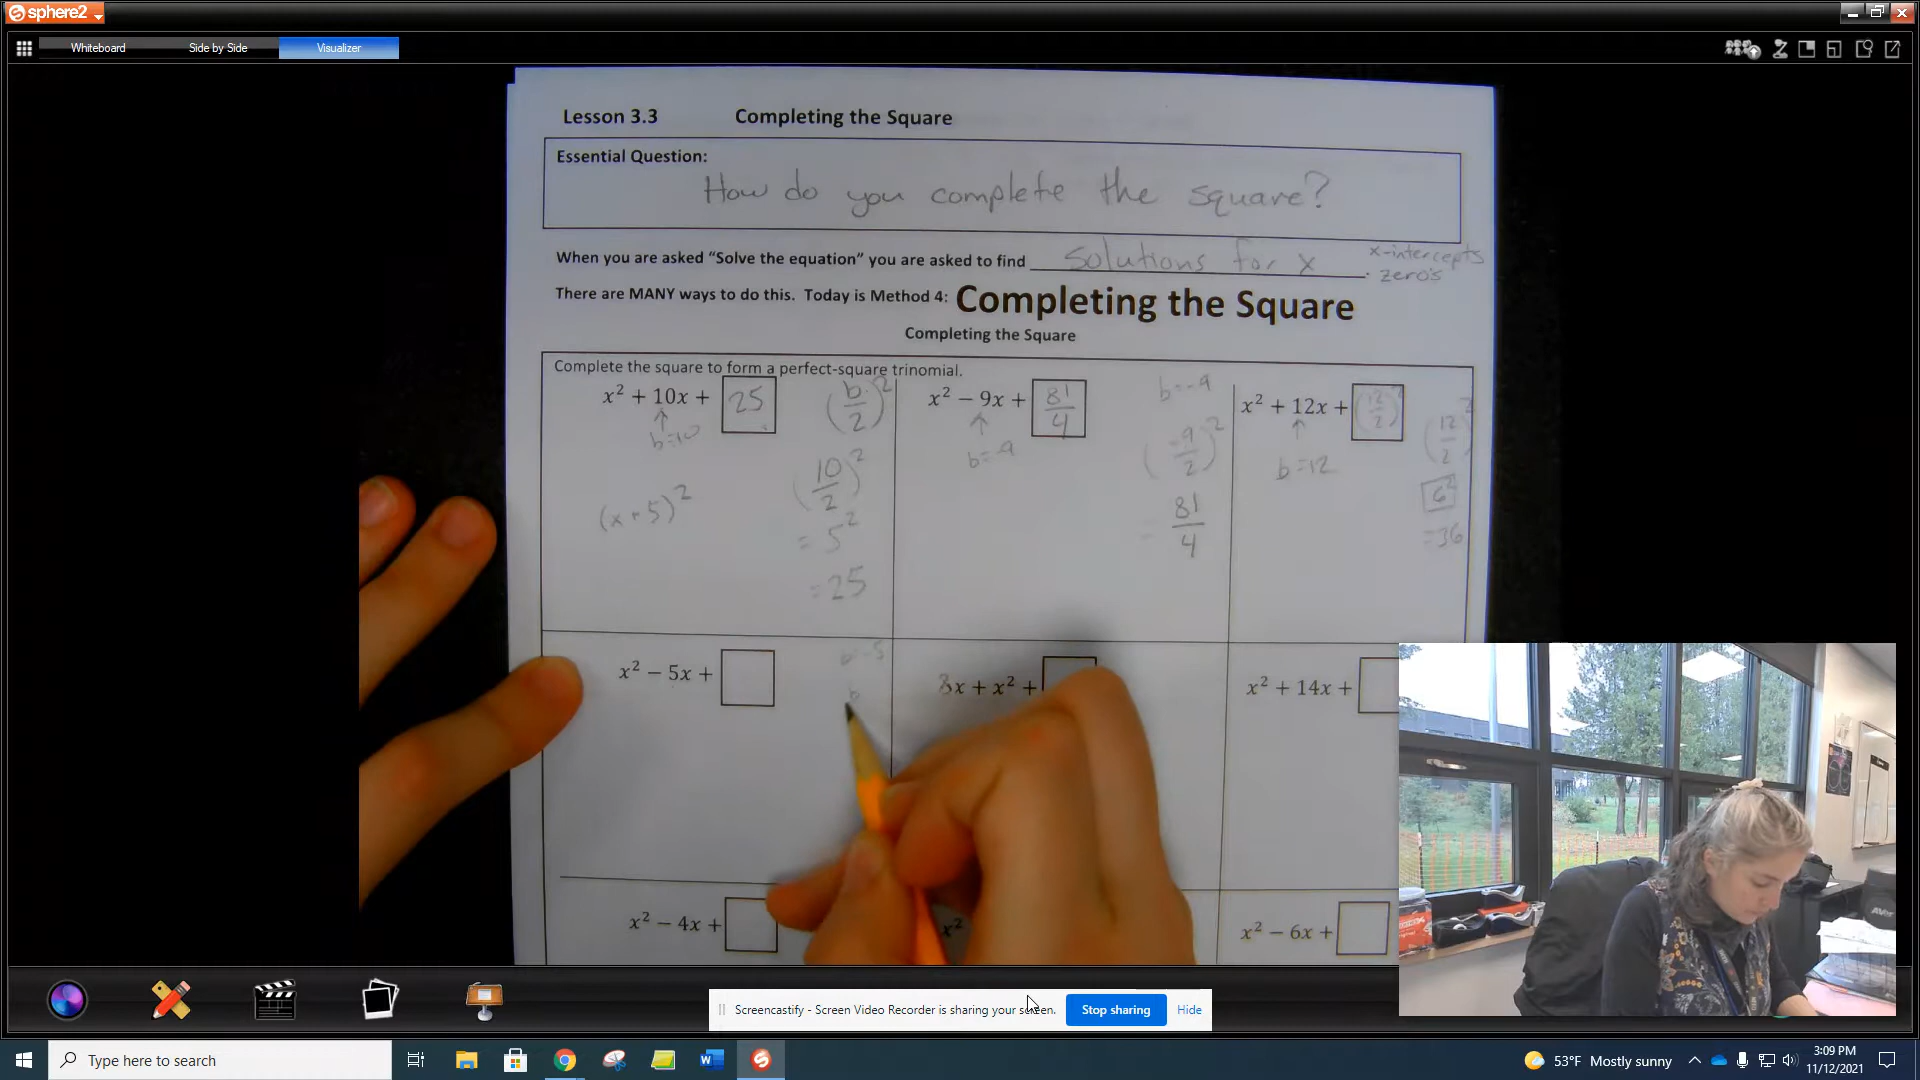 sphere2
Whiteboard Side by Side Visualizer
Lesson 3.3 Completing the Square
Essential Question:
How do you complete the square?
When you are asked "Solve the equation" you are asked to find solutions for x. x-intercepts
zero's
There are MANY ways to do this. Today is Method 4: Completing the Square
Completing the Square
Complete the square to form a perfect-square trinomial.
x² + 10x + 25
b=10
(b/2)²
(10/2)²
= 5²
= 25
(x+5)²
x² − 9x + 81/4
b=-9
b=-9
(-9/2)²
= 81/4
x² + 12x + (12/2)²
b=12
(12/2)²
6²
=36
x² − 5x +
b=-5
b
8x + x² +
x² + 14x +
x² − 4x +
x²
x² − 6x +
AVer
Screencastify - Screen Video Recorder is sharing your screen. Stop sharing Hide
Type here to search
53°F Mostly sunny
3:09 PM
11/12/2021